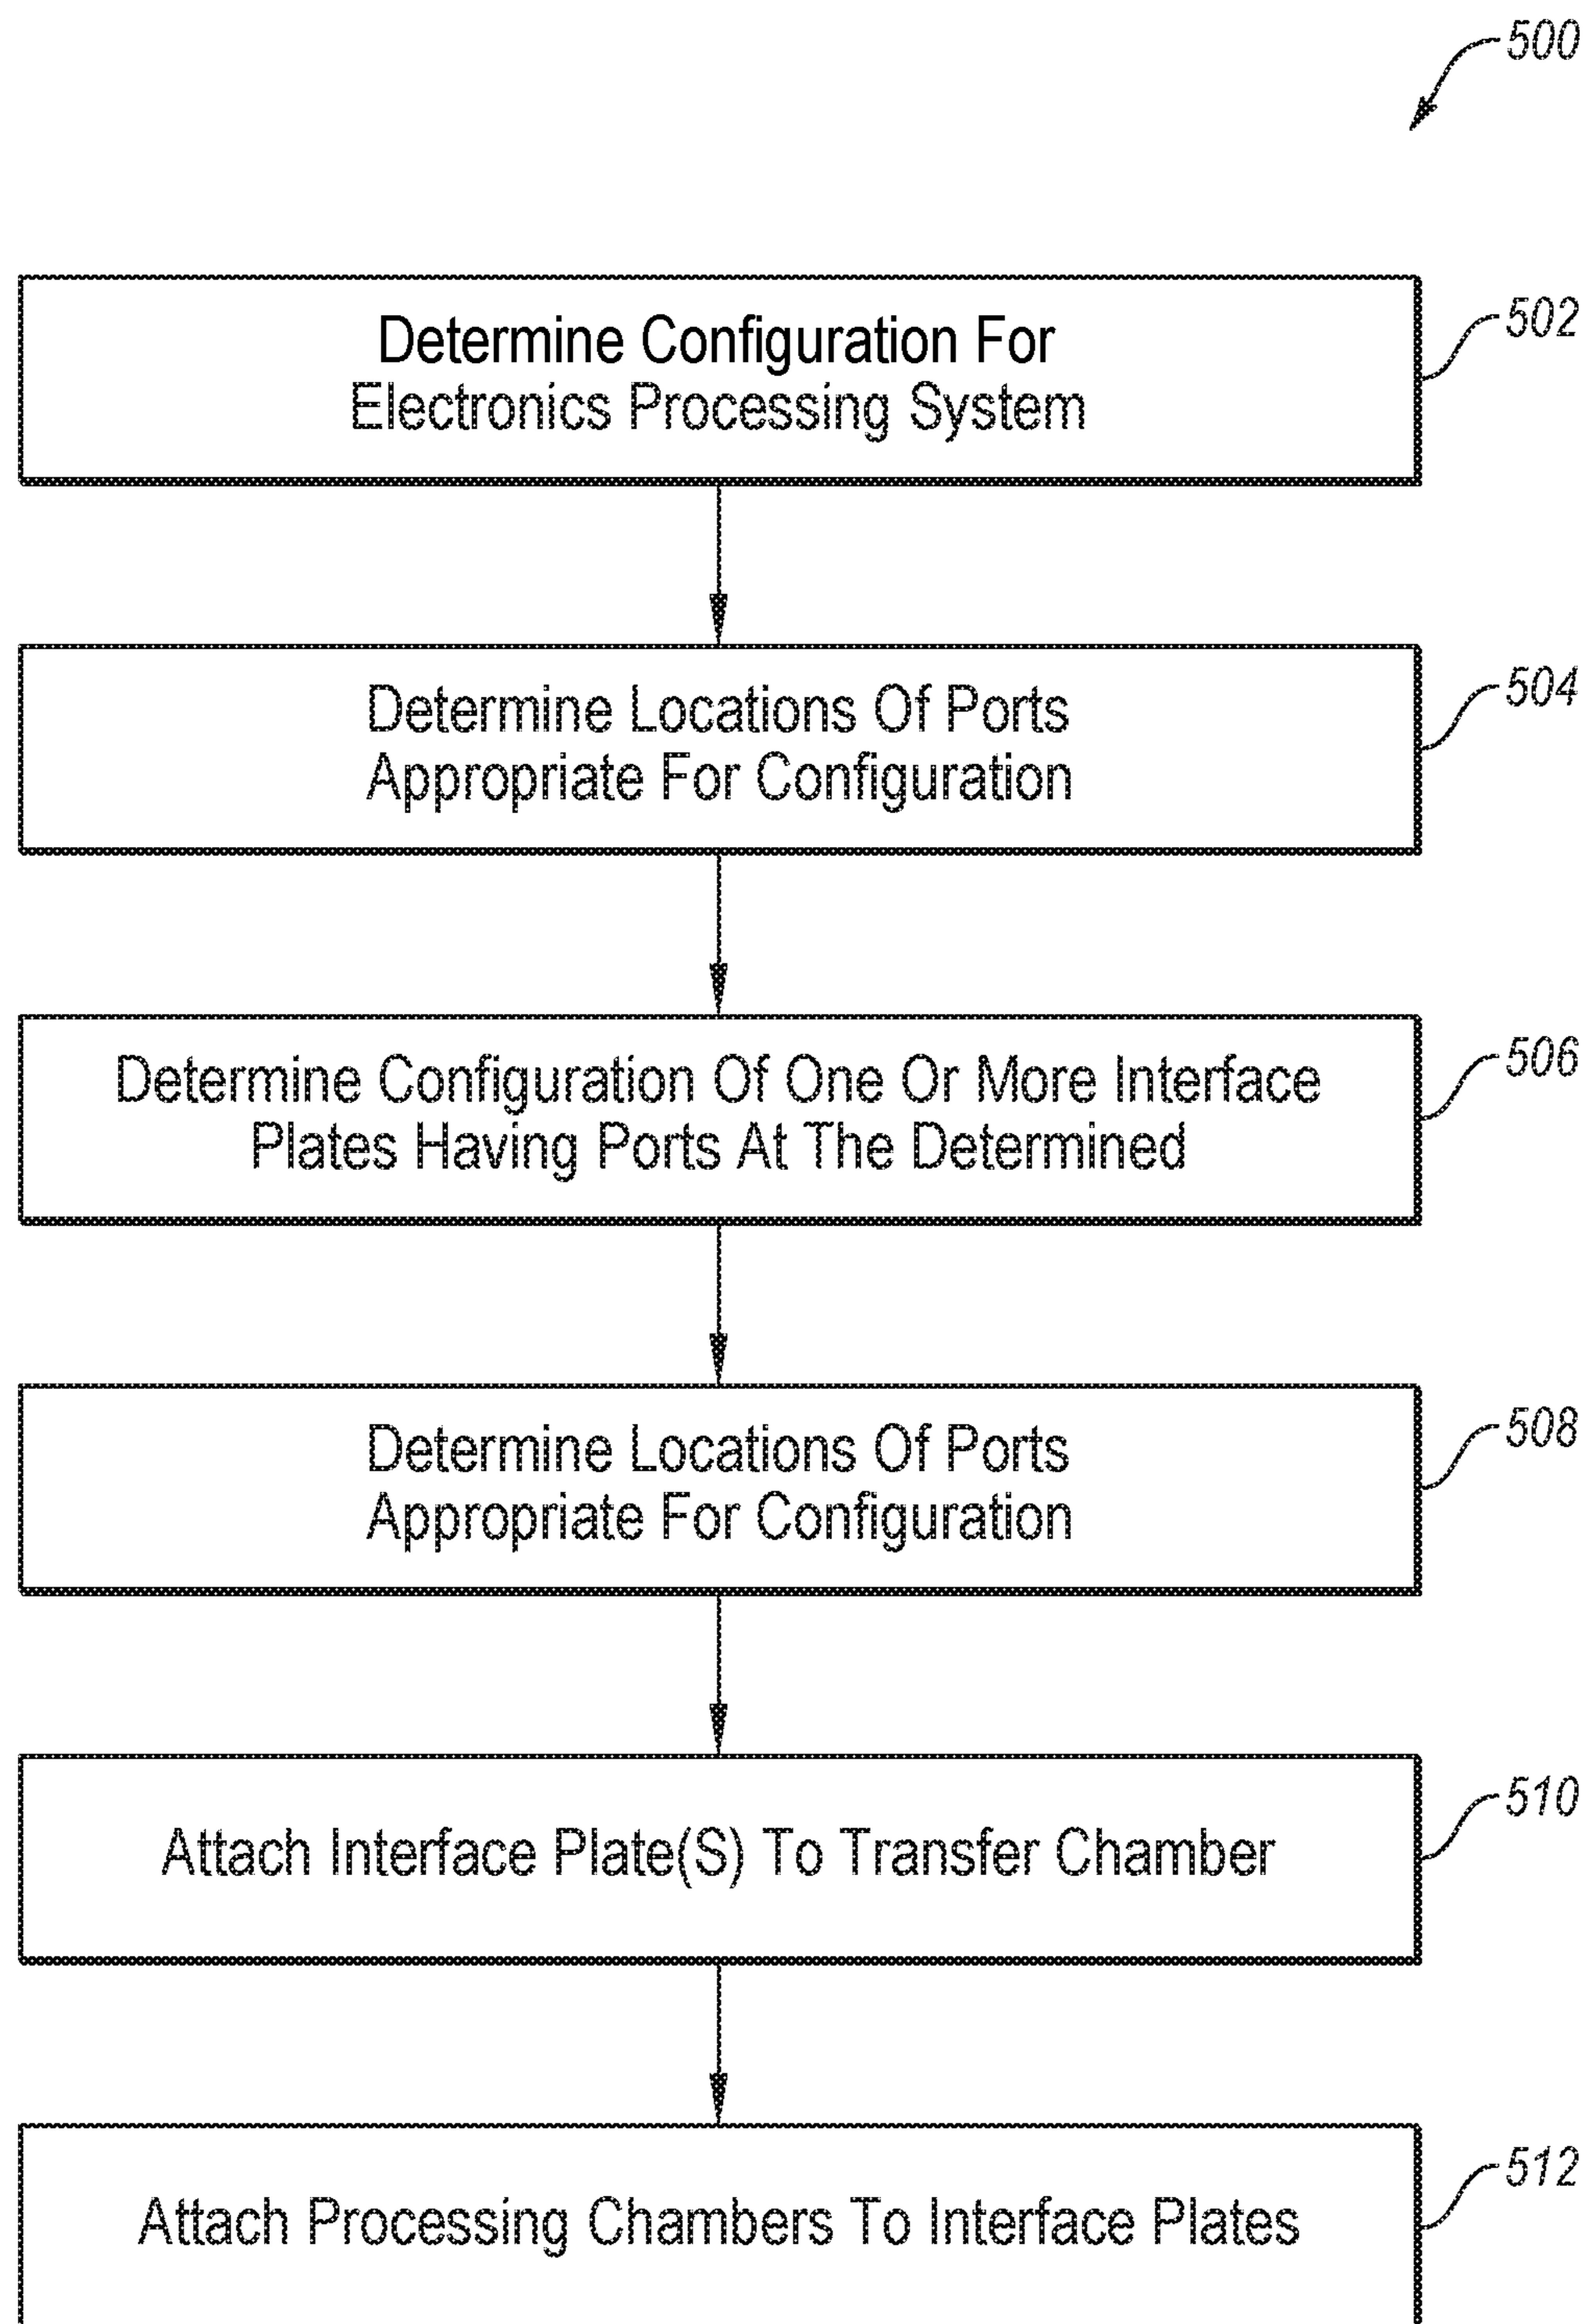 500
Determine Configuration For
Electronics Processing System
502
Determine Locations Of Ports
Appropriate For Configuration
504
Determine Configuration Of One Or More Interface
Plates Having Ports At The Determined
506
Determine Locations Of Ports
Appropriate For Configuration
508
Attach Interface Plate(S) To Transfer Chamber
510
Attach Processing Chambers To Interface Plates
512